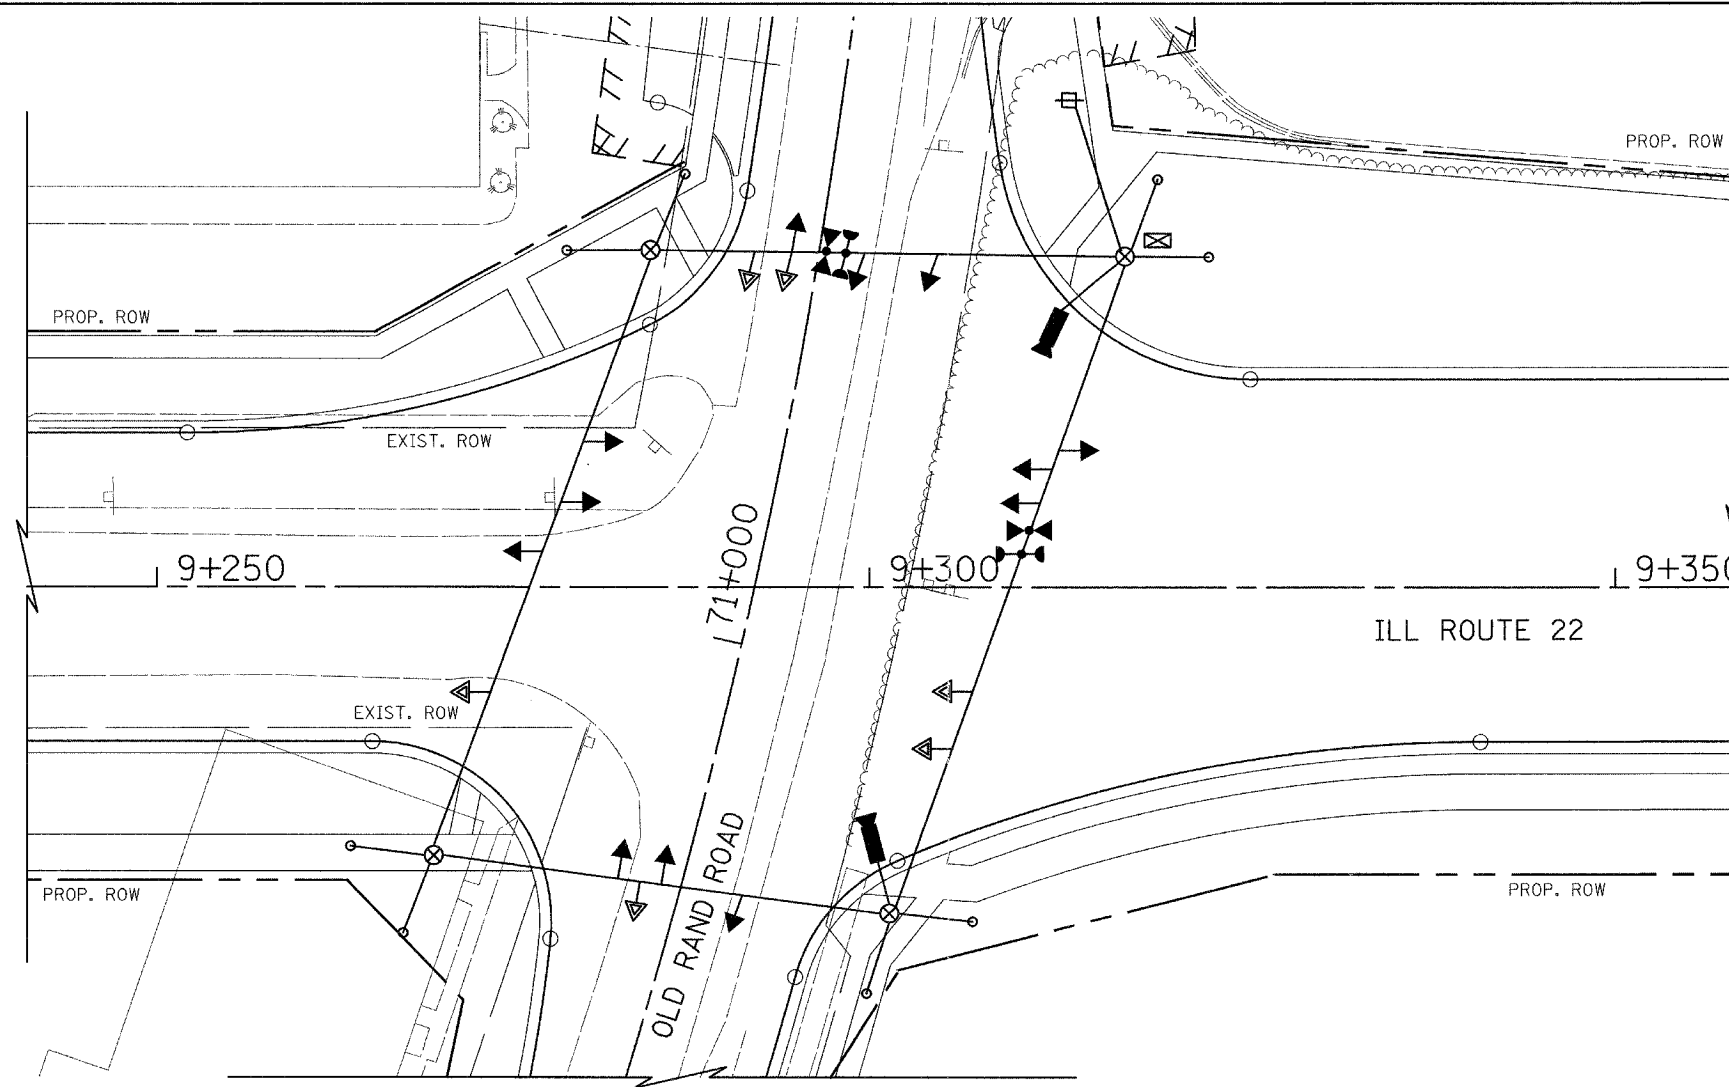 PROP. ROW
PROP. ROW
EXIST. ROW
71+000
9+250
9+300
9+350
ILL ROUTE 22
EXIST. ROW
OLD RAND ROAD
PROP. ROW
PROP. ROW